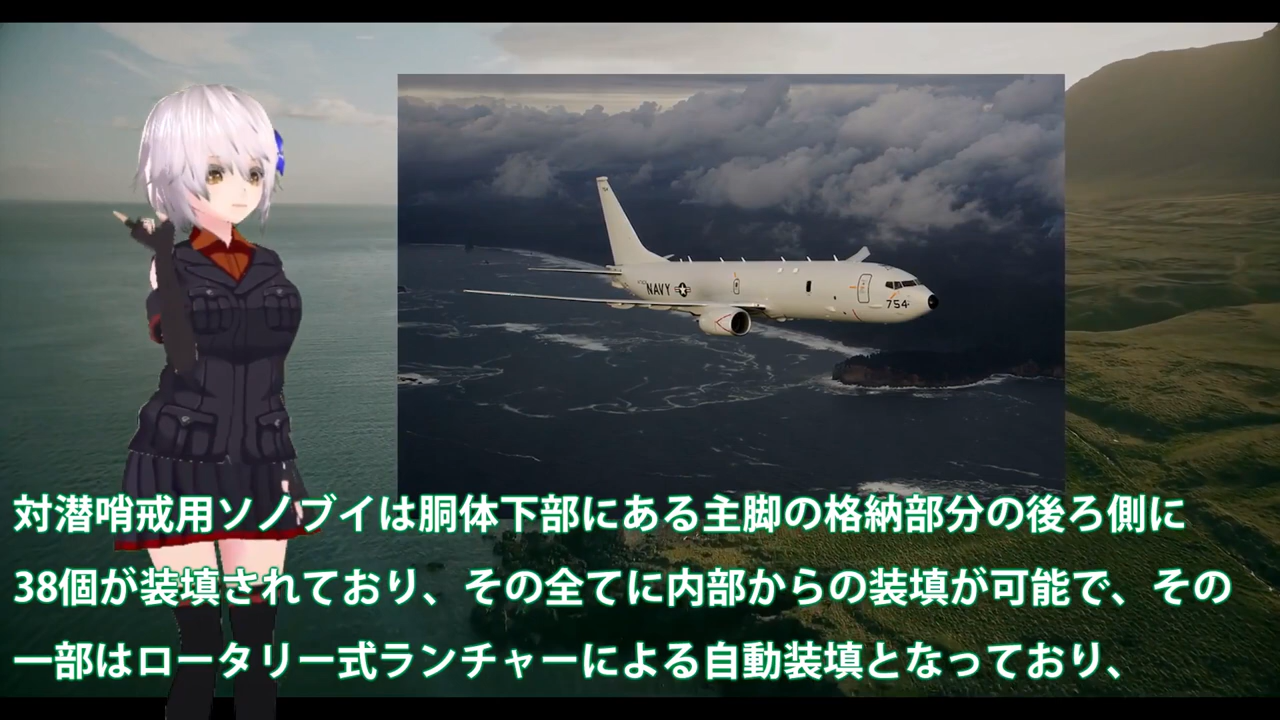 NAVY
754
対潜哨戒用ソノブイは胴体下部にある主脚の格納部分の後ろ側に
38個が装填されており、その全てに内部からの装填が可能で、その
一部はロータリー式ランチャーによる自動装填となっており、